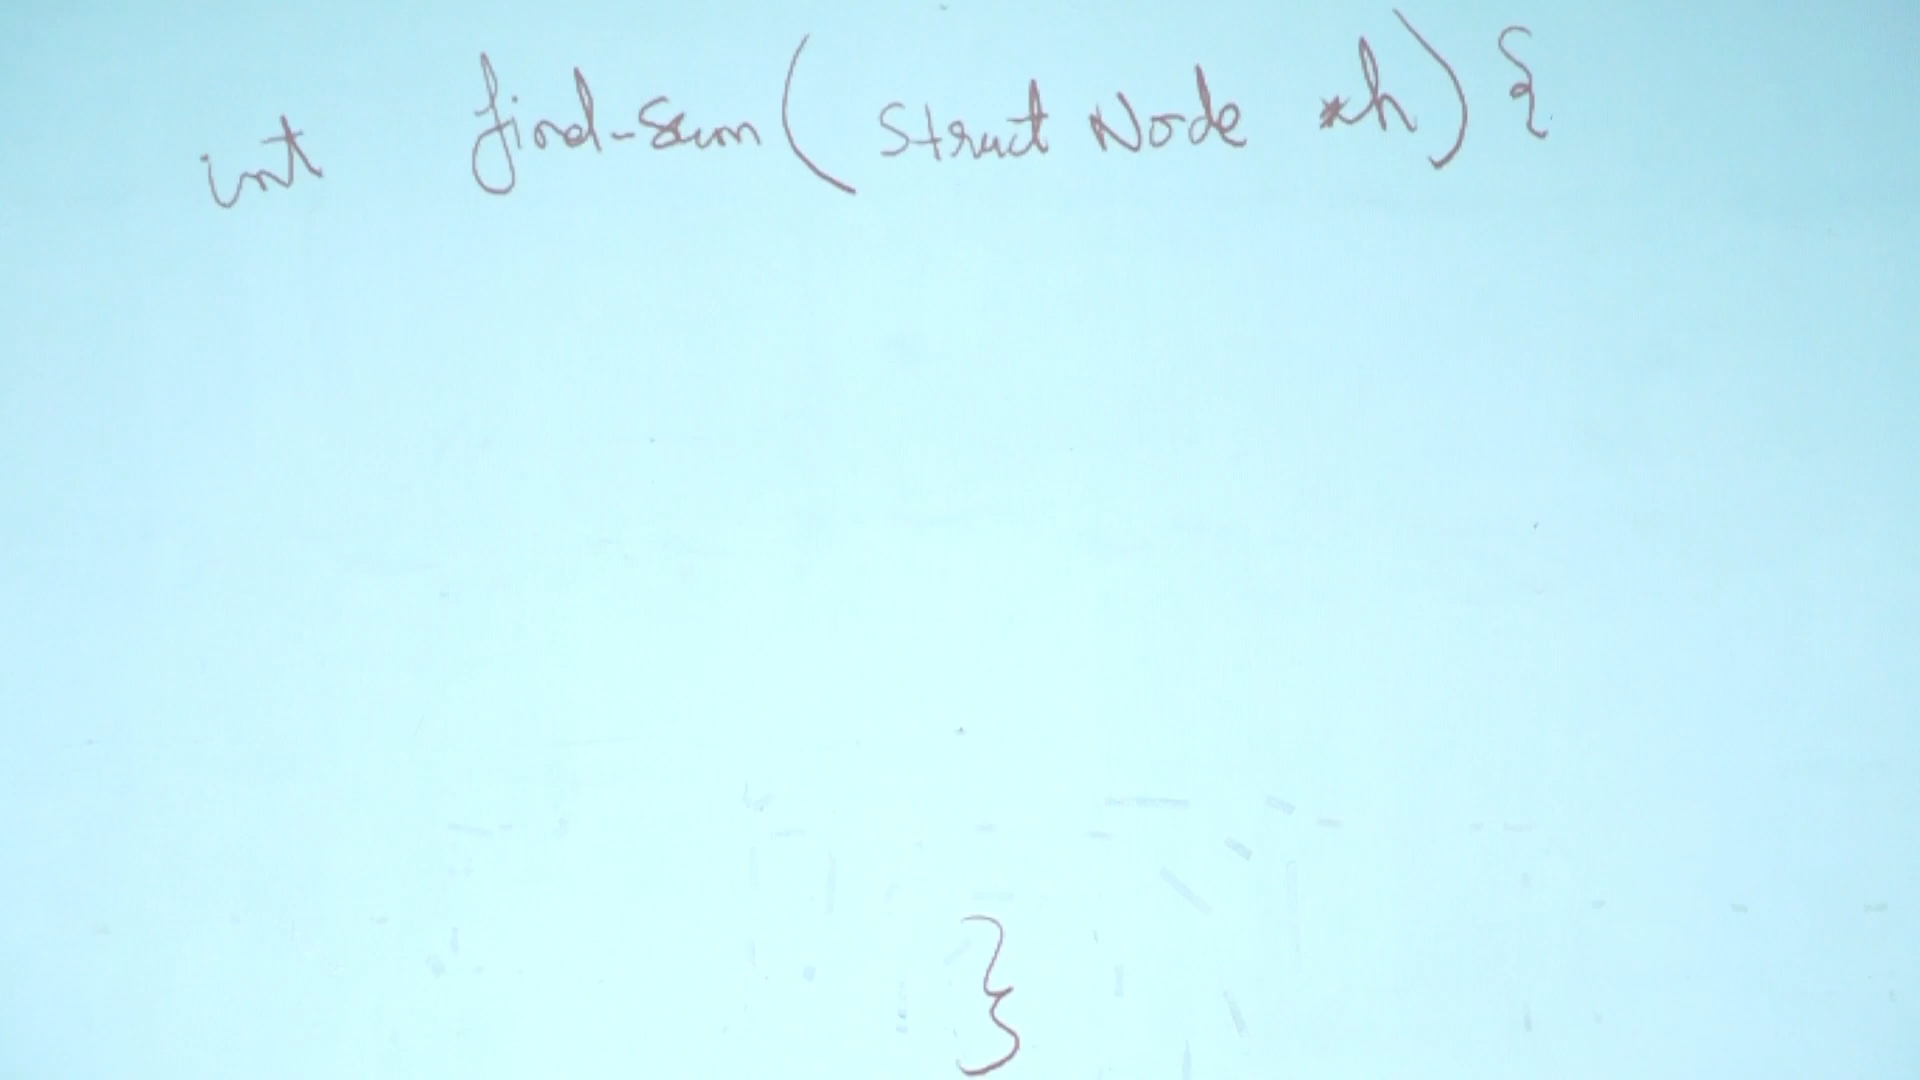 int find-sum( struct Node *h) {
}